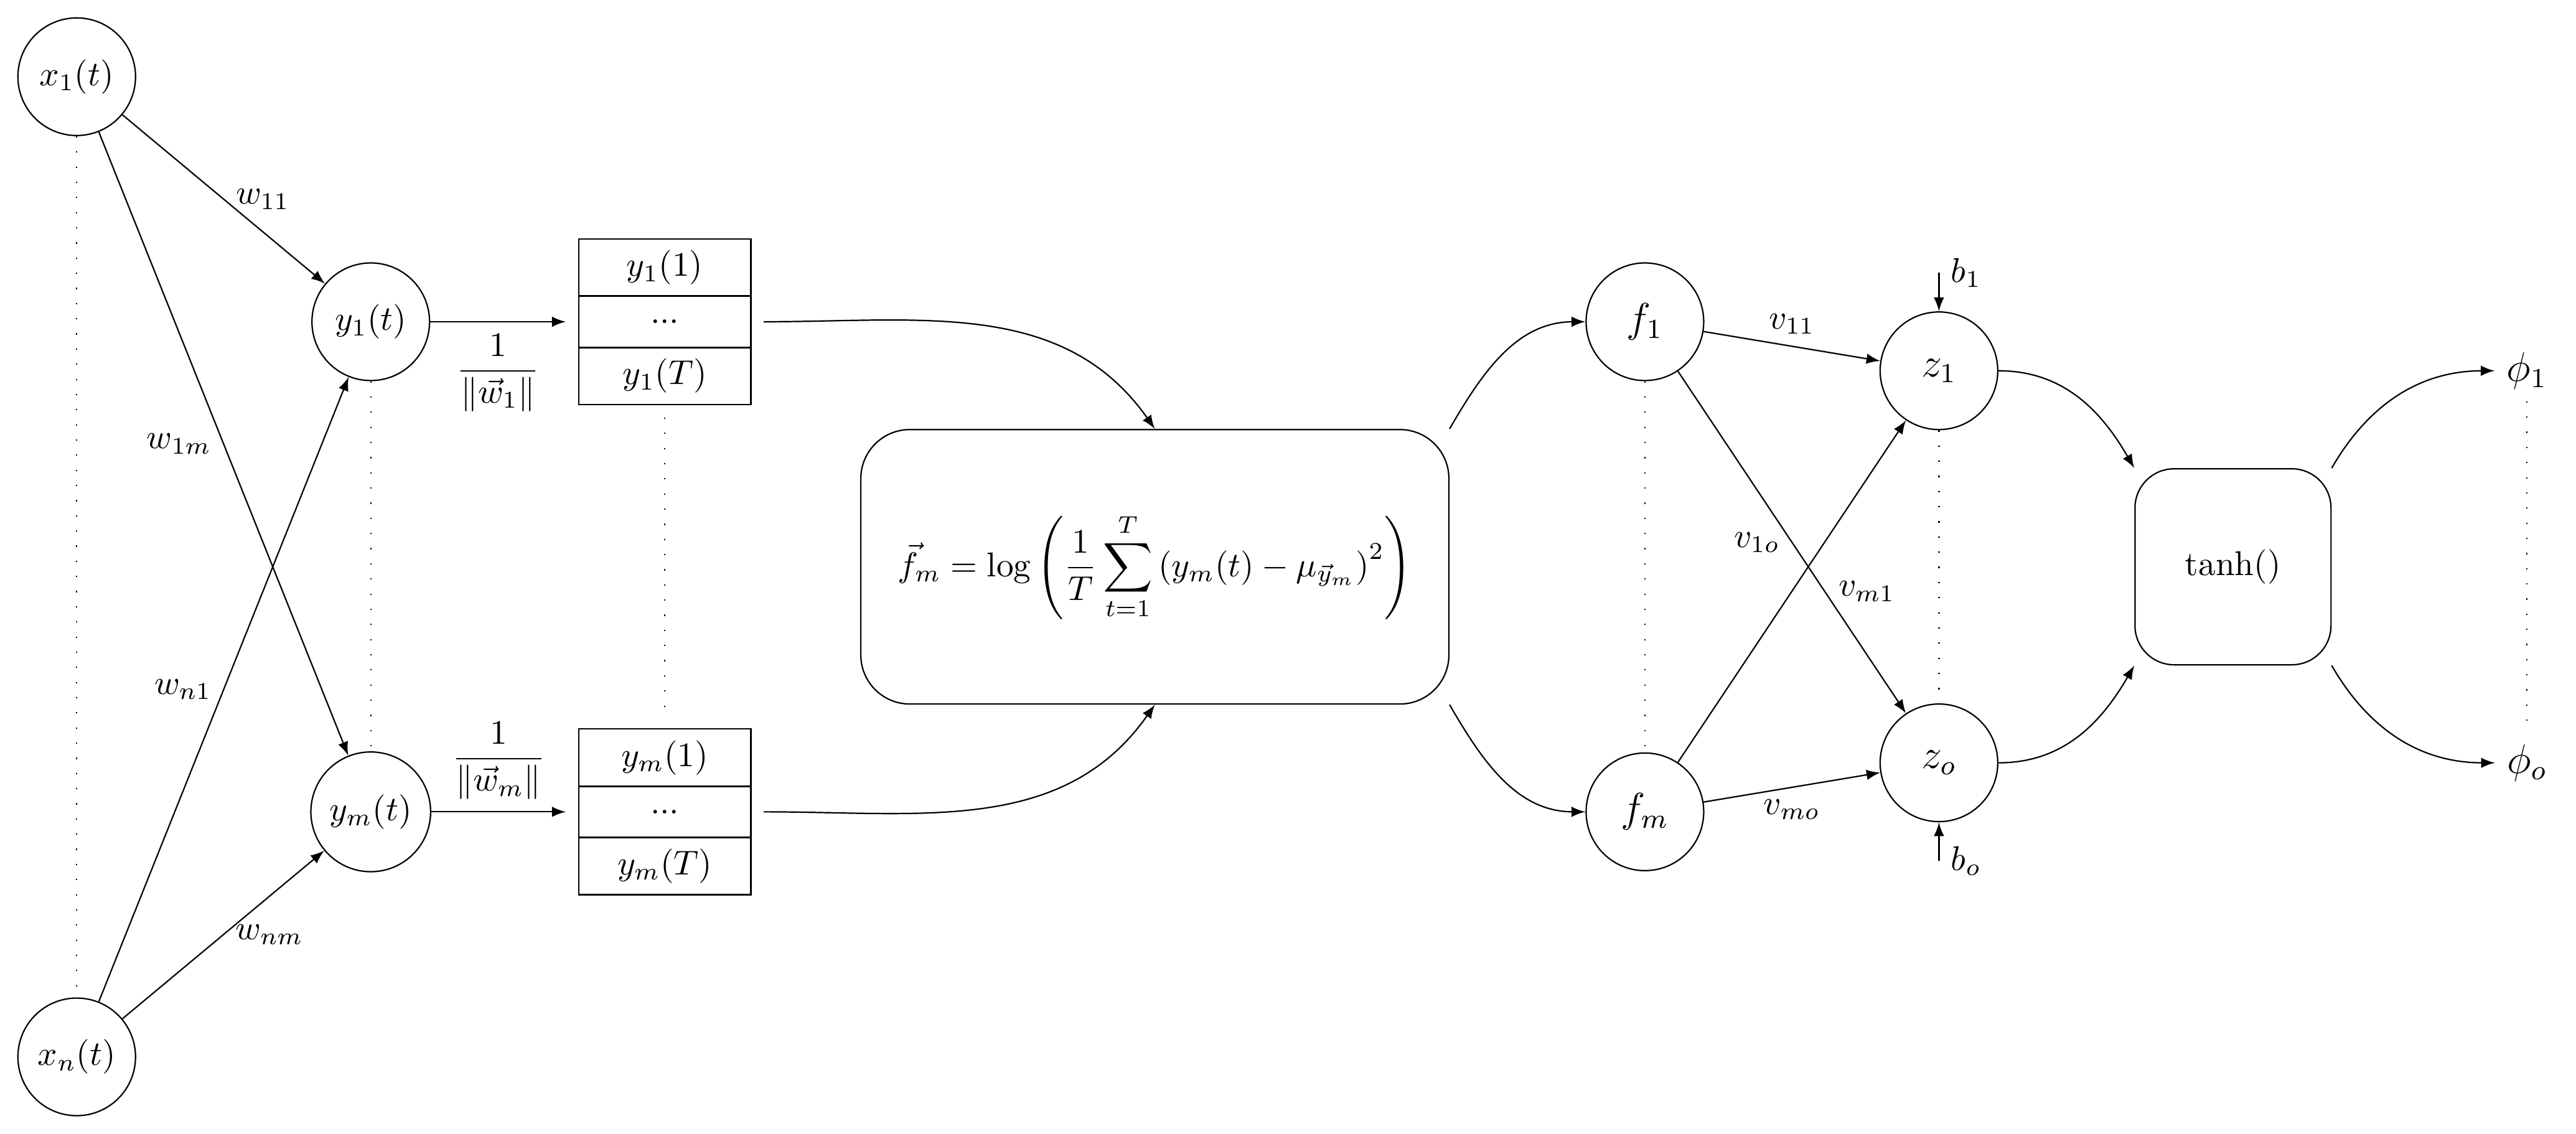 x_1(t)
w_{11}
w_{1m}
w_{n1}
w_{nm}
x_n(t)
y_1(t)
y_m(t)
\frac{1}{\|\vec{w}_1\|}
\frac{1}{\|\vec{w}_m\|}
y_1(1)
...
y_1(T)
y_m(1)
...
y_m(T)
\vec{f}_m = \log\left(\frac{1}{T}\sum_{t=1}^{T}(y_m(t) - \mu_{\vec{y}_m})^2\right)
f_1
f_m
v_{11}
v_{1o}
v_{m1}
v_{mo}
b_1
z_1
z_o
b_o
tanh()
ϕ_1
ϕ_o